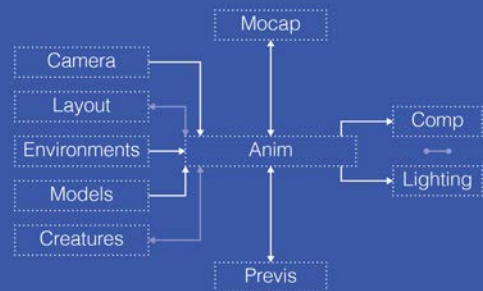 Mocap
Camera
Layout
Environments
Models
Creatures
Anim
Comp
Lighting
Previs